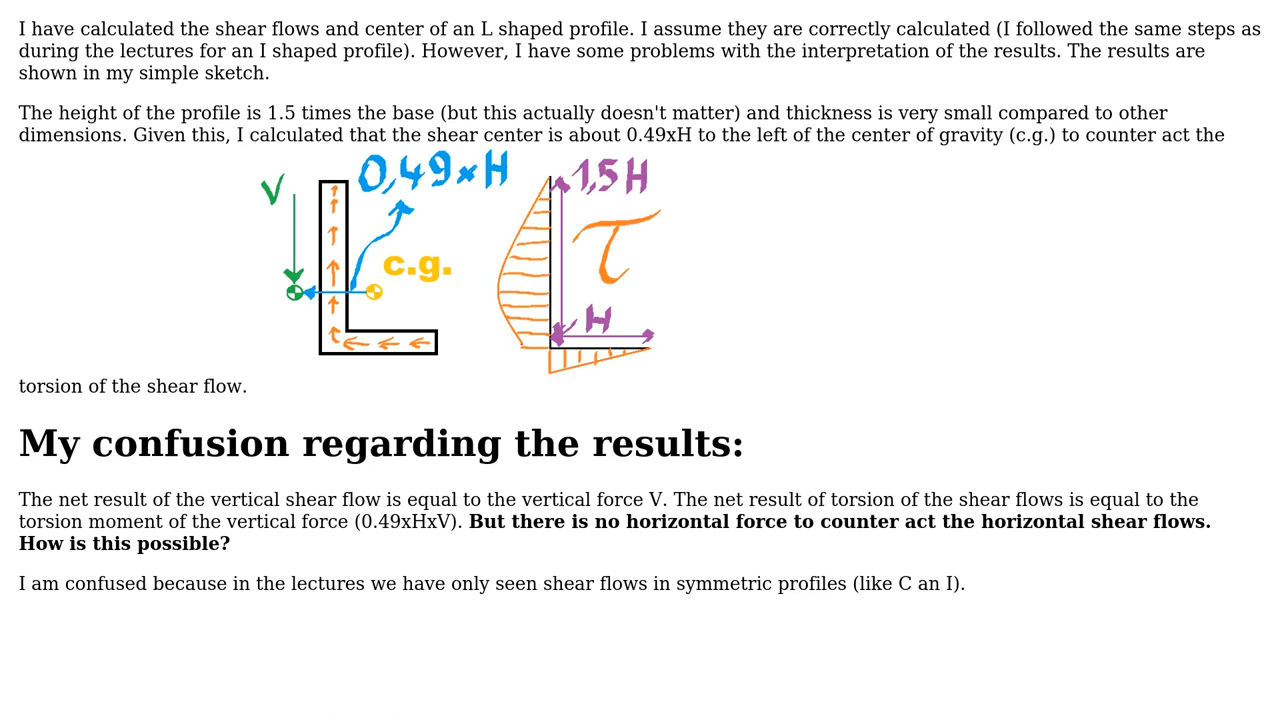 I have calculated the shear flows and center of an L shaped profile. I assume they are correctly calculated (I followed the same steps as
during the lectures for an I shaped profile). However, I have some problems with the interpretation of the results. The results are
shown in my simple sketch.
The height of the profile is 1.5 times the base (but this actually doesn't matter) and thickness is very small compared to other
dimensions. Given this, I calculated that the shear center is about 0.49xH to the left of the center of gravity (c.g.) to counter act the
V
0,49xH
c.g.
1,5H
τ
H
torsion of the shear flow.
My confusion regarding the results:
The net result of the vertical shear flow is equal to the vertical force V. The net result of torsion of the shear flows is equal to the
torsion moment of the vertical force (0.49xHxV). But there is no horizontal force to counter act the horizontal shear flows.
How is this possible?
I am confused because in the lectures we have only seen shear flows in symmetric profiles (like C an I).